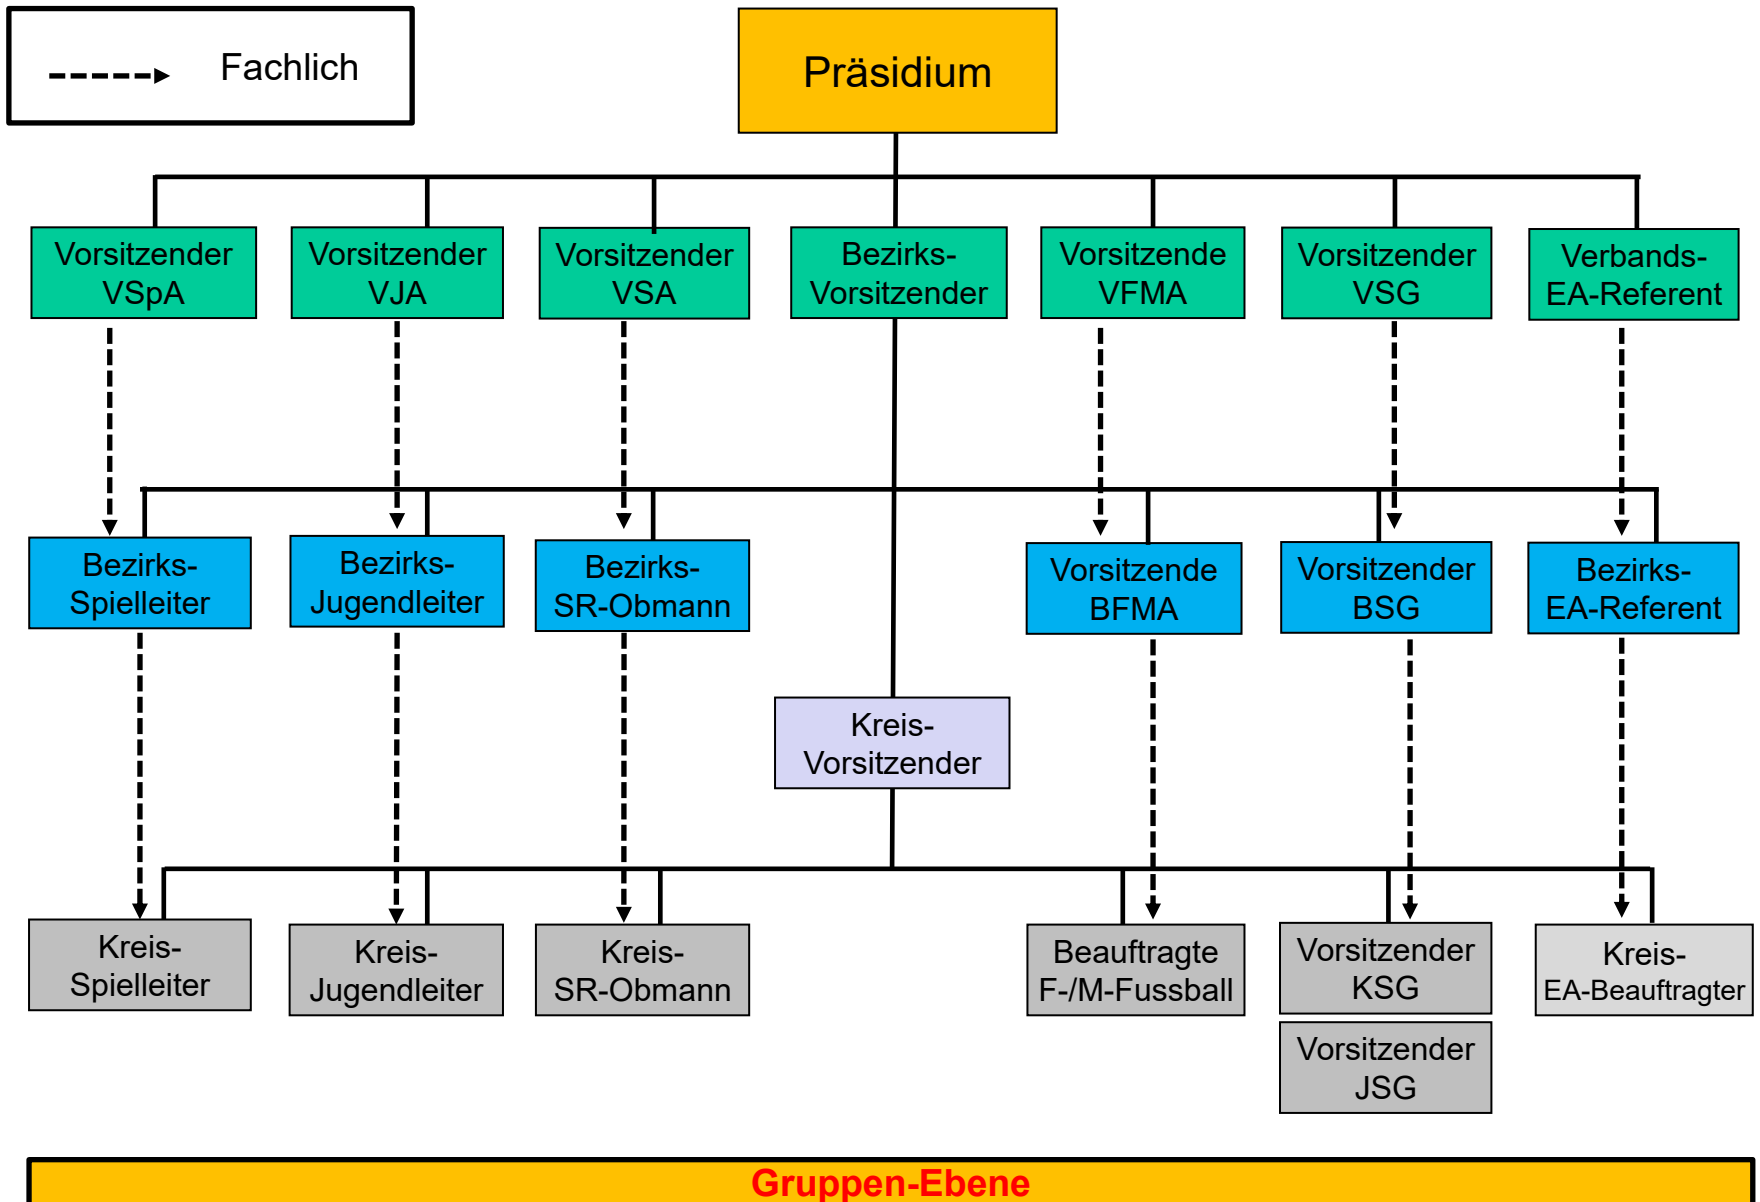 Fachlich
Präsidium
Vorsitzender
VSpA
Vorsitzender
VJA
Vorsitzender
VSA
Bezirks-
Vorsitzender
Vorsitzende
VFMA
Vorsitzender
VSG
Verbands-
EA-Referent
Bezirks-
Spielleiter
Bezirks-
Jugendleiter
Bezirks-
SR-Obmann
Vorsitzende
BFMA
Vorsitzender
BSG
Bezirks-
EA-Referent
Kreis-
Vorsitzender
Kreis-
Spielleiter
Kreis-
Jugendleiter
Kreis-
SR-Obmann
Beauftragte
F-/M-Fussball
Vorsitzender
KSG
Kreis-
EA-Beauftragter
Vorsitzender
JSG
Gruppen-Ebene